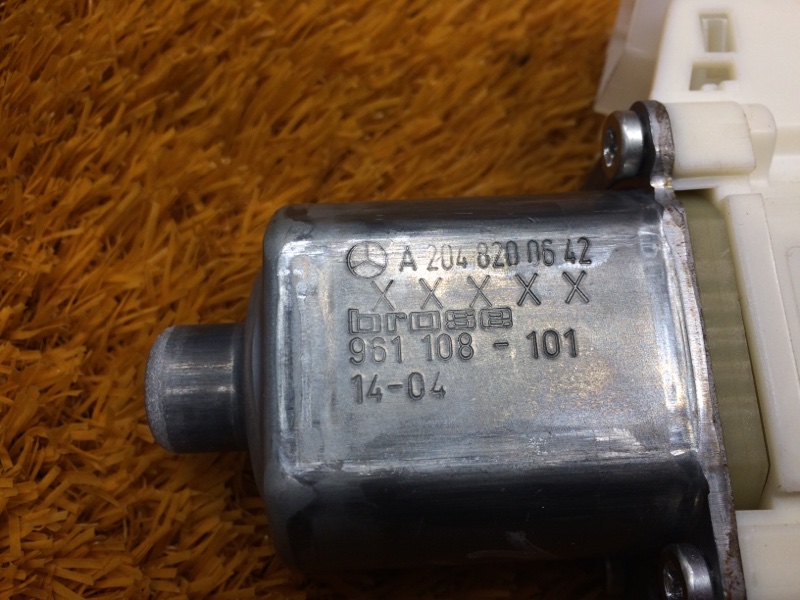 A 204 820 06 42
X X X X X
brose
961 108 - 101
14-04